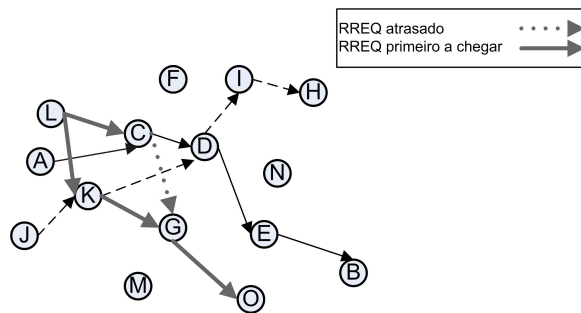 RREQ atrasado
RREQ primeiro a chegar
F
I
H
L
C
D
A
N
K
G
J
E
B
M
O